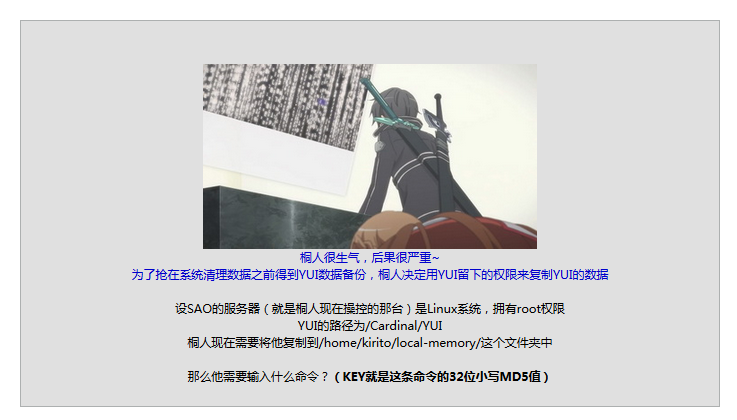 桐人很生气，后果很严重~
为了抢在系统清理数据之前得到YUI数据备份，桐人决定用YUI留下的权限来复制YUI的数据
设SAO的服务器（就是桐人现在操控的那台）是Linux系统，拥有root权限
YUI的路径为/Cardinal/YUI
桐人现在需要将他复制到/home/kirito/local-memory/这个文件夹中
那么他需要输入什么命令？（KEY就是这条命令的32位小写MD5值）